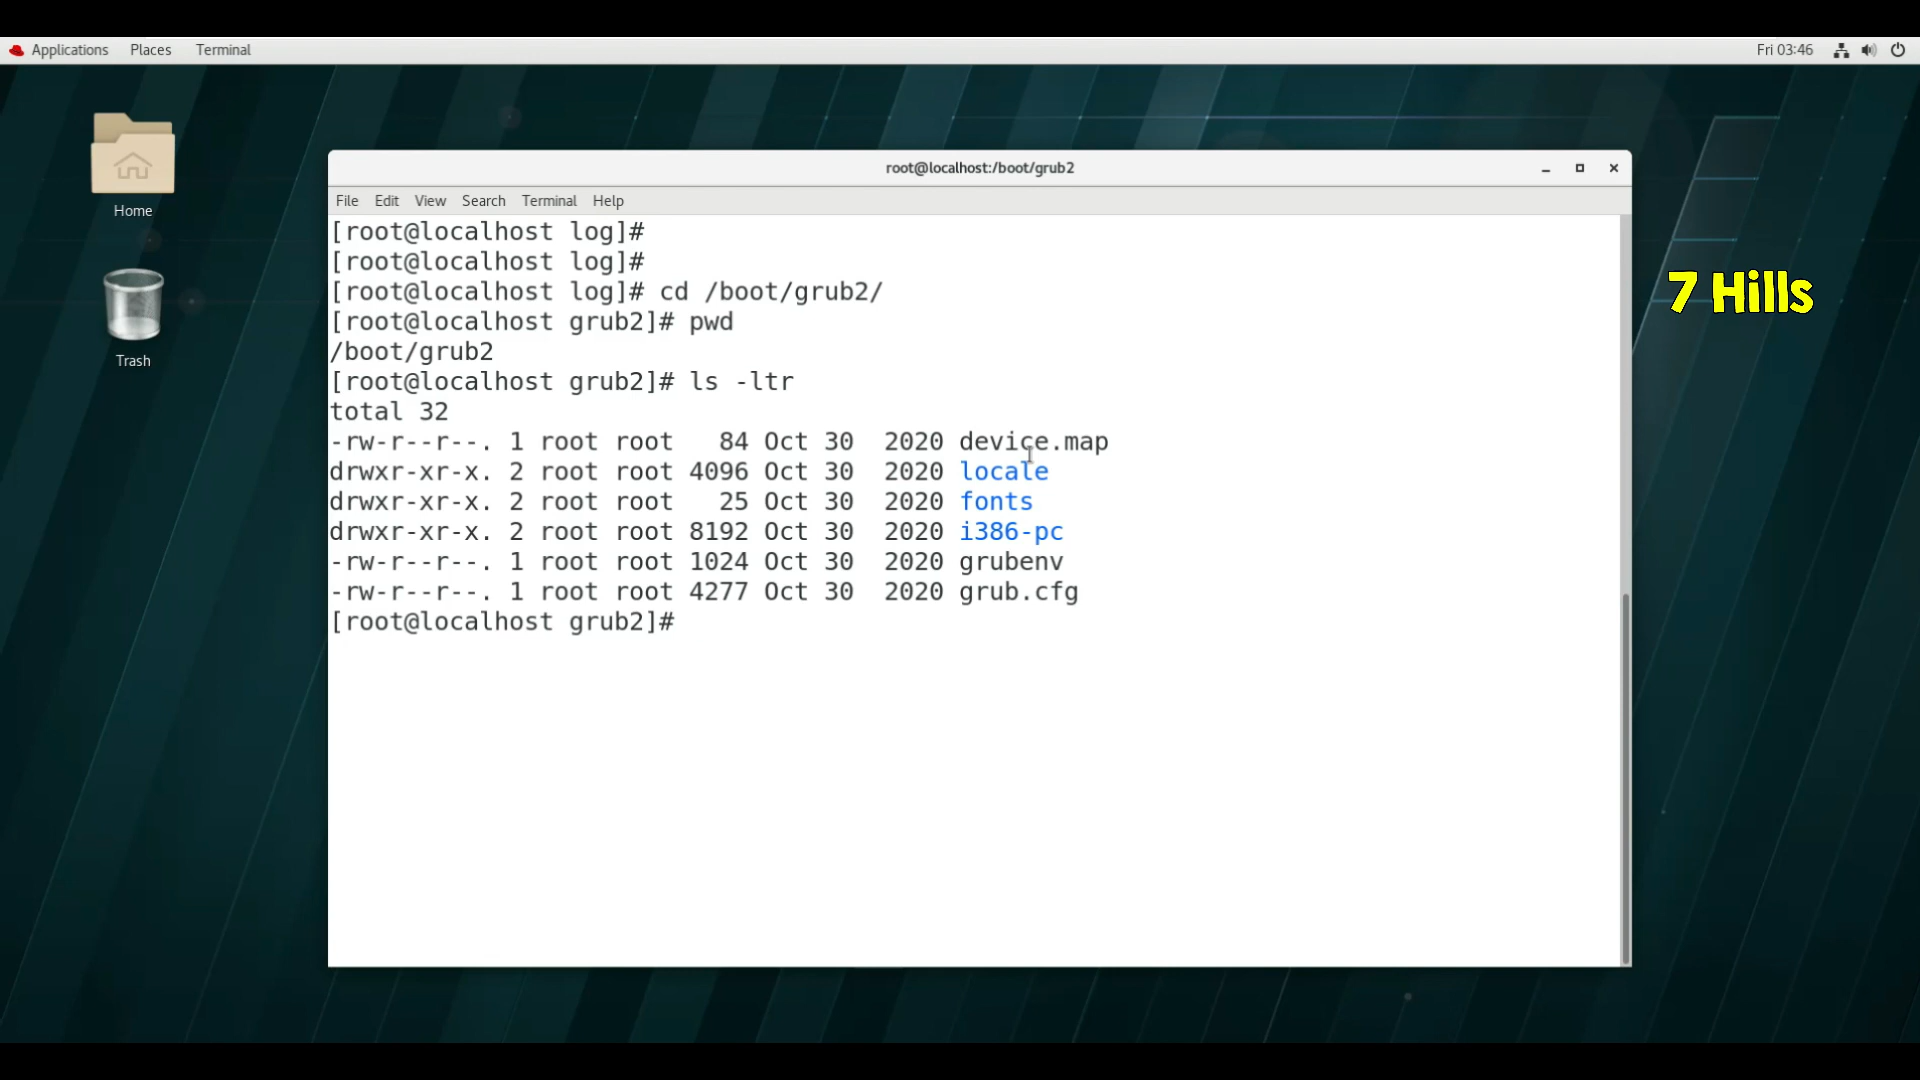 Applications Places Terminal Fri 03:46
Home
Trash
root@localhost:/boot/grub2
File Edit View Search Terminal Help
[root@localhost log]#
[root@localhost log]#
[root@localhost log]# cd /boot/grub2/
[root@localhost grub2]# pwd
/boot/grub2
[root@localhost grub2]# ls -ltr
total 32
-rw-r--r--. 1 root root   84 Oct 30  2020 device.map
drwxr-xr-x. 2 root root 4096 Oct 30  2020 locale
drwxr-xr-x. 2 root root   25 Oct 30  2020 fonts
drwxr-xr-x. 2 root root 8192 Oct 30  2020 i386-pc
-rw-r--r--. 1 root root 1024 Oct 30  2020 grubenv
-rw-r--r--. 1 root root 4277 Oct 30  2020 grub.cfg
[root@localhost grub2]#
7 Hills